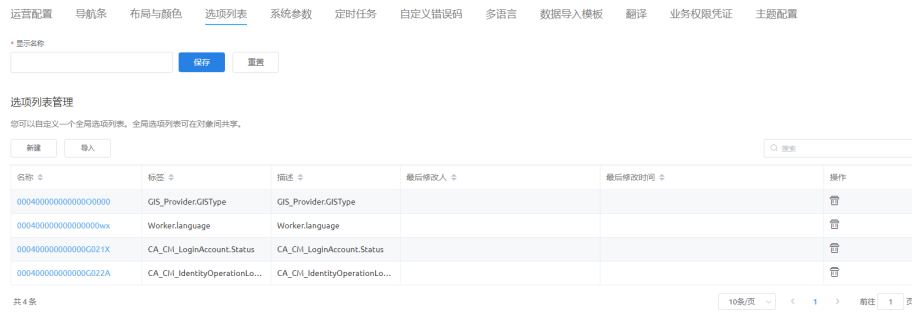 运营配置 导航条 布局与颜色 选项列表 系统参数 定时任务 自定义错误码 多语言 数据导入模板 翻译 业务权限凭证 主题配置
* 显示名称
保存 重置
选项列表管理
您可以自定义一个全局选项列表。全局选项列表可在对象间共享。
新建 导入 搜索
名称 标签 描述 最后修改人 最后修改时间 操作
000400000000000O0000 GIS_Provider.GISType GIS_Provider.GISType
0004000000000000000wx Worker.language Worker.language
000400000000000G021X CA_CM_LoginAccount.Status CA_CM_LoginAccount.Status
000400000000000G022A CA_CM_IdentityOperationLo... CA_CM_IdentityOperationLo...
共 4 条 10条/页 1 前往 1 页